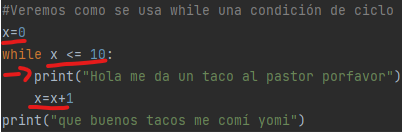 #Veremos como se usa while una condición de ciclo
x=0
while x <= 10:
print("Hola me da un taco al pastor porfavor")
x=x+1
print("que buenos tacos me comi yomi")